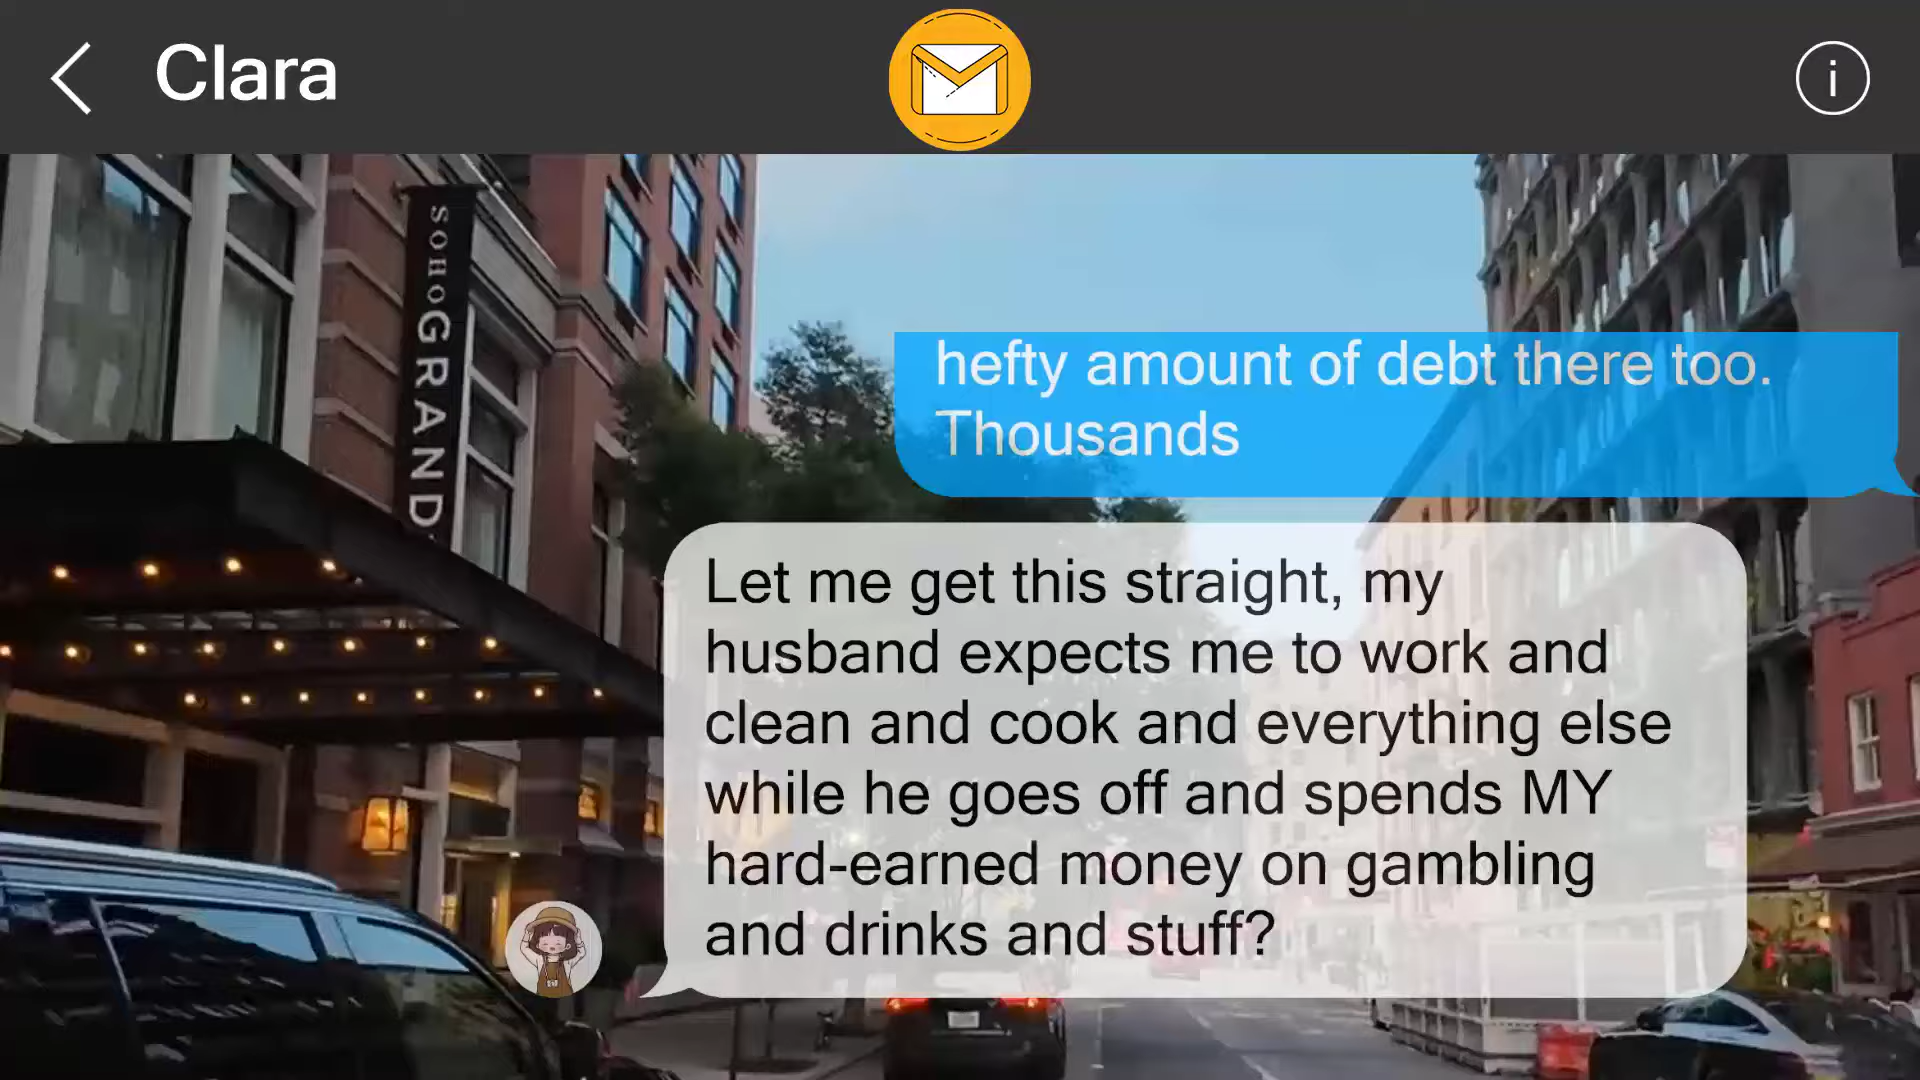 Clara
i
SOHO GRAND
hefty amount of debt there too.
Thousands
Let me get this straight, my
husband expects me to work and
clean and cook and everything else
while he goes off and spends MY
hard-earned money on gambling
and drinks and stuff?